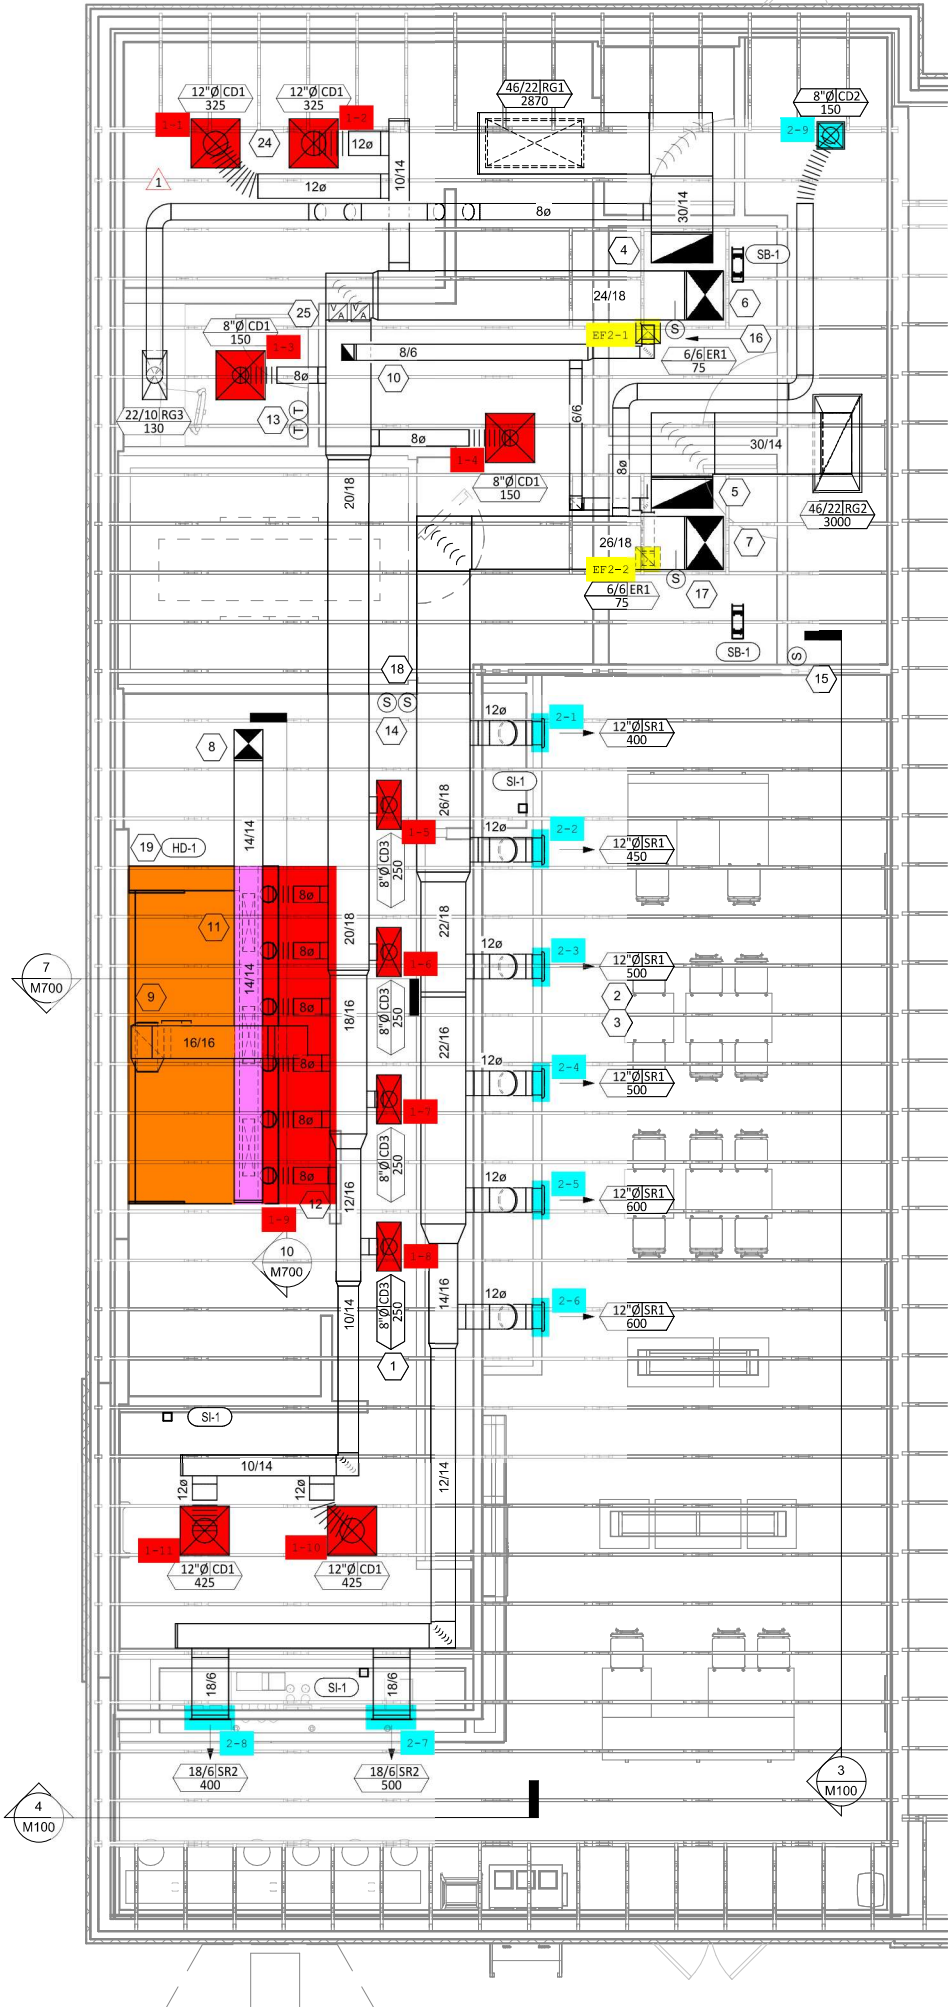 12"Ø CD1
325
12"Ø CD1
325
46/22 RG1
2870
8"Ø CD2
150
1-1
1-2
2-9
24
12ø
10/14
1
12ø
8ø
30/14
4
SB-1
24/18
6
25
V
A
V
A
8"Ø CD1
150
1-3
EF2-1
S
16
8/6
6/6 ER1
75
8ø
10
22/10 RG3
130
13
T
T
6/6
8ø
30/14
1-4
8ø
8"Ø CD1
150
20/18
5
46/22 RG2
3000
26/18
7
EF2-2
S
6/6 ER1
75
17
SB-1
S
15
18
S
S
14
12ø
2-1
12"Ø SR1
400
8
SI-1
26/18
14/14
1-5
12ø
2-2
12"Ø SR1
450
19
HD-1
8"Ø CD3
250
8ø
11
20/18
22/18
12ø
2-3
12"Ø SR1
500
8ø
1-6
7
M700
14/14
9
2
8"Ø CD3
250
8ø
18/16
3
16/16
22/16
12ø
2-4
12"Ø SR1
500
8ø
1-7
8ø
8"Ø CD3
250
12ø
2-5
12"Ø SR1
600
8ø
12
12/16
1-9
10
M700
1-8
14/16
12ø
2-6
12"Ø SR1
600
10/14
8"Ø CD3
250
1
SI-1
10/14
12/14
12ø
12ø
1-11
1-10
12"Ø CD1
425
12"Ø CD1
425
18/6
SI-1
18/6
2-8
2-7
18/6 SR2
400
18/6 SR2
500
3
M100
4
M100